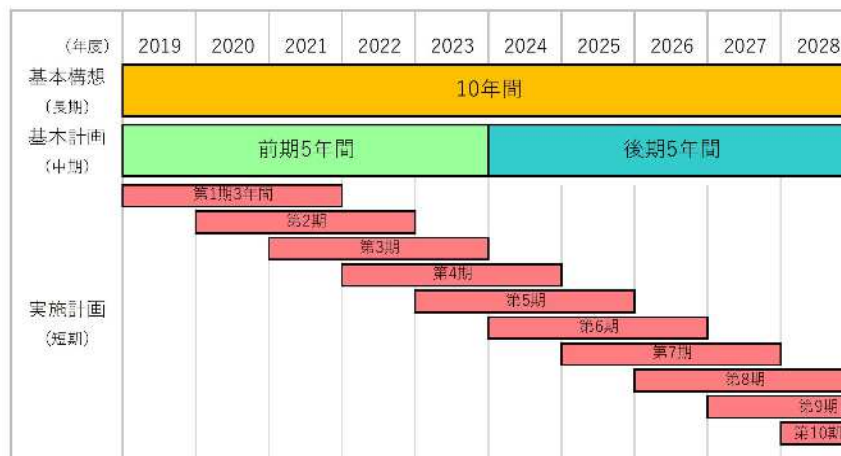 （年度） 2019 2020 2021 2022 2023 2024 2025 2026 2027 2028
基本構想
（長期）
10年間
基本計画
（中期）
前期5年間 後期5年間
第1期3年間
第2期
第3期
第4期
第5期
実施計画
（短期）
第6期
第7期
第8期
第9期
第10期